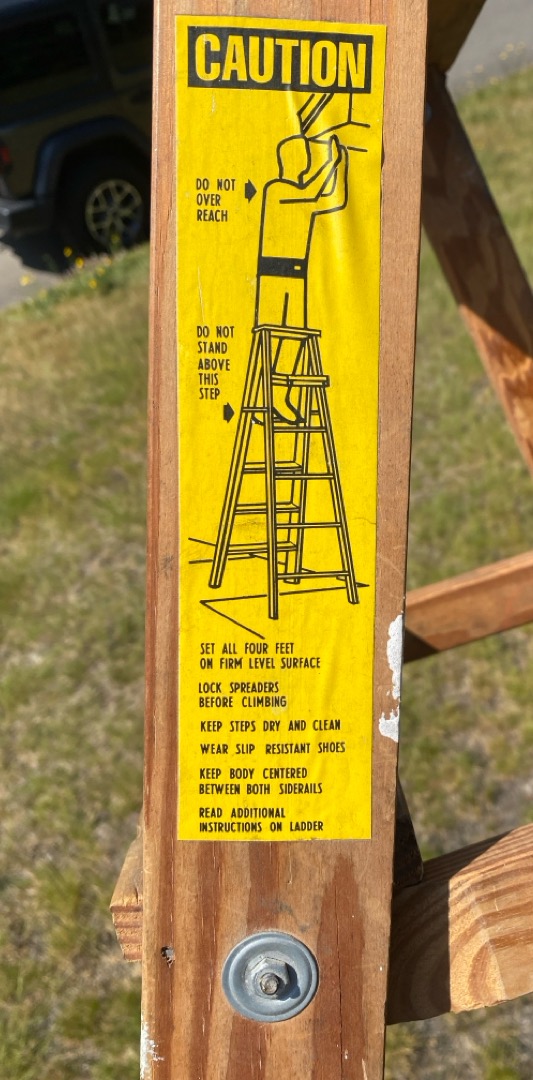 CAUTION
DO NOT
OVER
REACH
DO NOT
STAND
ABOVE
THIS
STEP
SET ALL FOUR FEET
ON FIRM LEVEL SURFACE
LOCK SPREADERS
BEFORE CLIMBING
KEEP STEPS DRY AND CLEAN
WEAR SLIP RESISTANT SHOES
KEEP BODY CENTERED
BETWEEN BOTH SIDERAILS
READ ADDITIONAL
INSTRUCTIONS ON LADDER